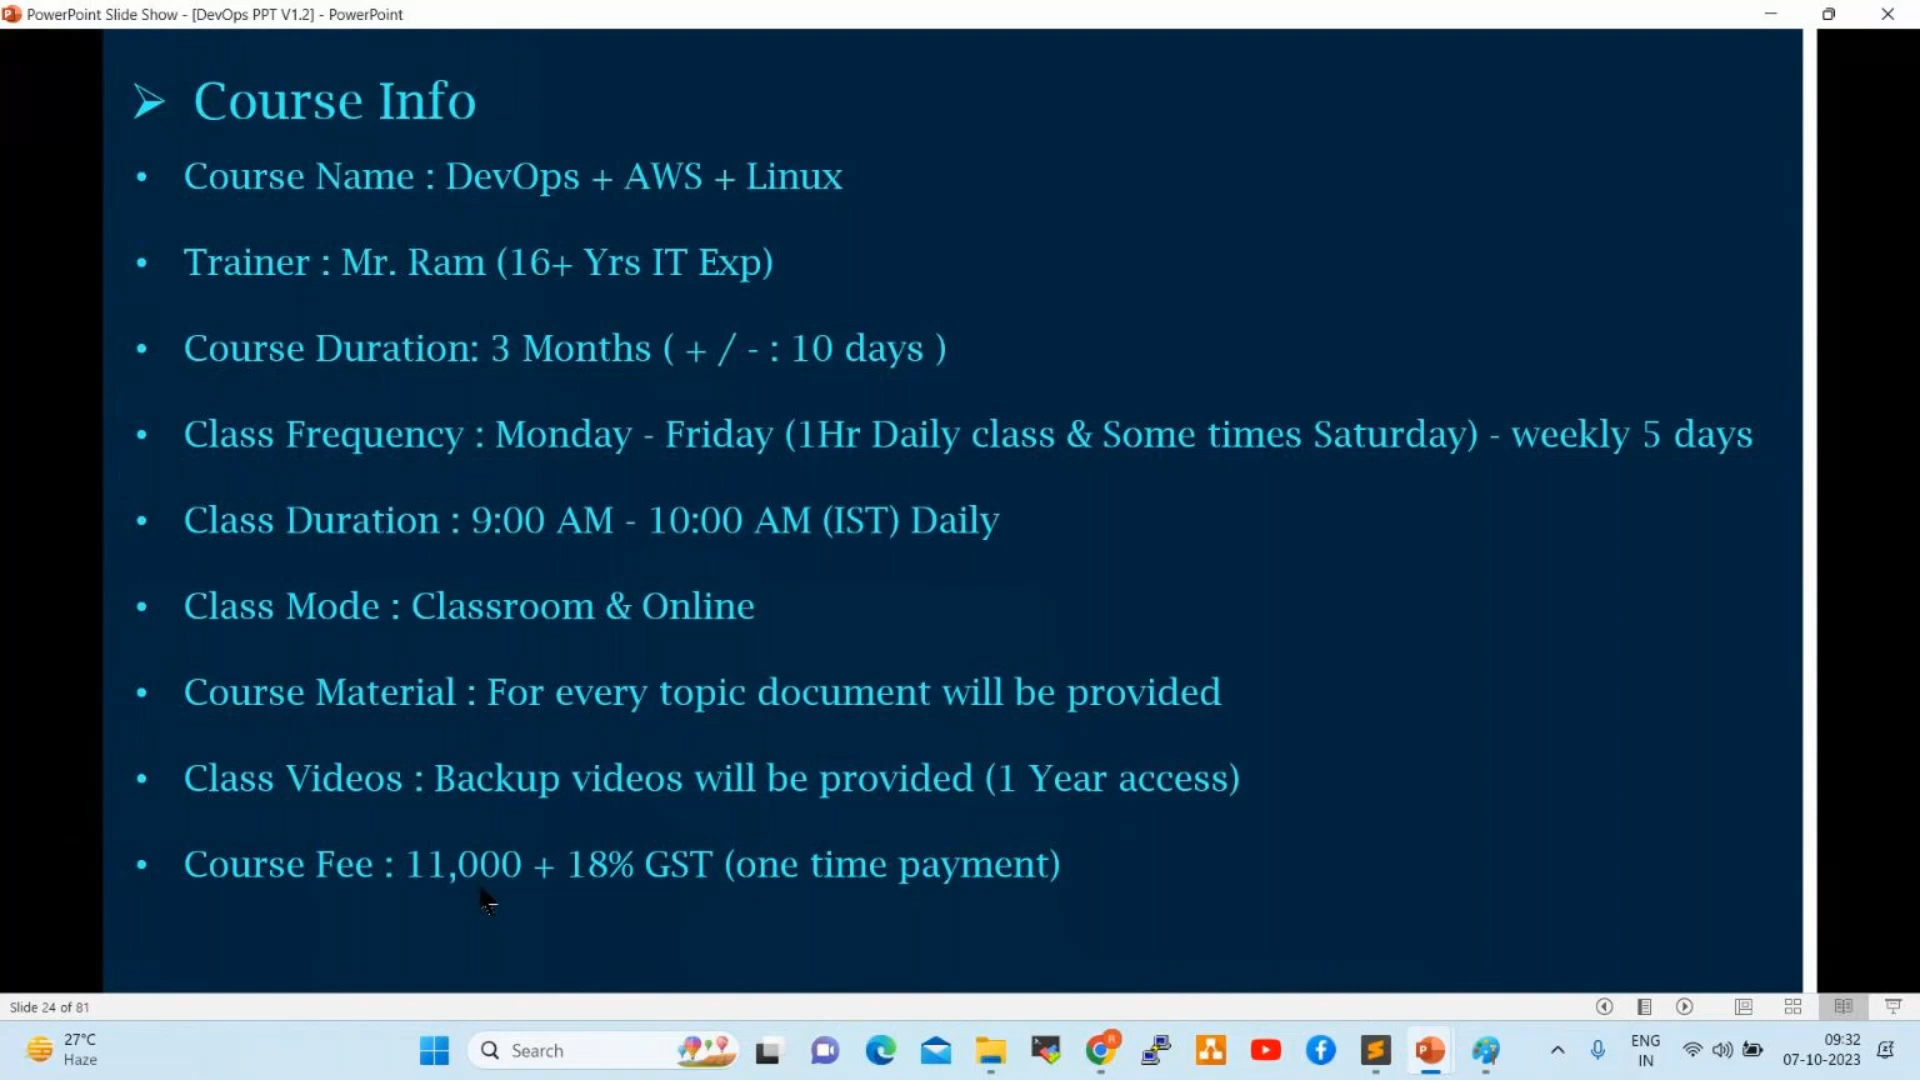 PowerPoint Slide Show - [DevOps PPT V1.2] - PowerPoint
➢ Course Info
• Course Name : DevOps + AWS + Linux
• Trainer : Mr. Ram (16+ Yrs IT Exp)
• Course Duration: 3 Months ( + / - : 10 days )
• Class Frequency : Monday - Friday (1Hr Daily class & Some times Saturday) - weekly 5 days
• Class Duration : 9:00 AM - 10:00 AM (IST) Daily
• Class Mode : Classroom & Online
• Course Material : For every topic document will be provided
• Class Videos : Backup videos will be provided (1 Year access)
• Course Fee : 11,000 + 18% GST (one time payment)
Slide 24 of 81
27°C
Haze
Search
ENG
IN
09:32
07-10-2023